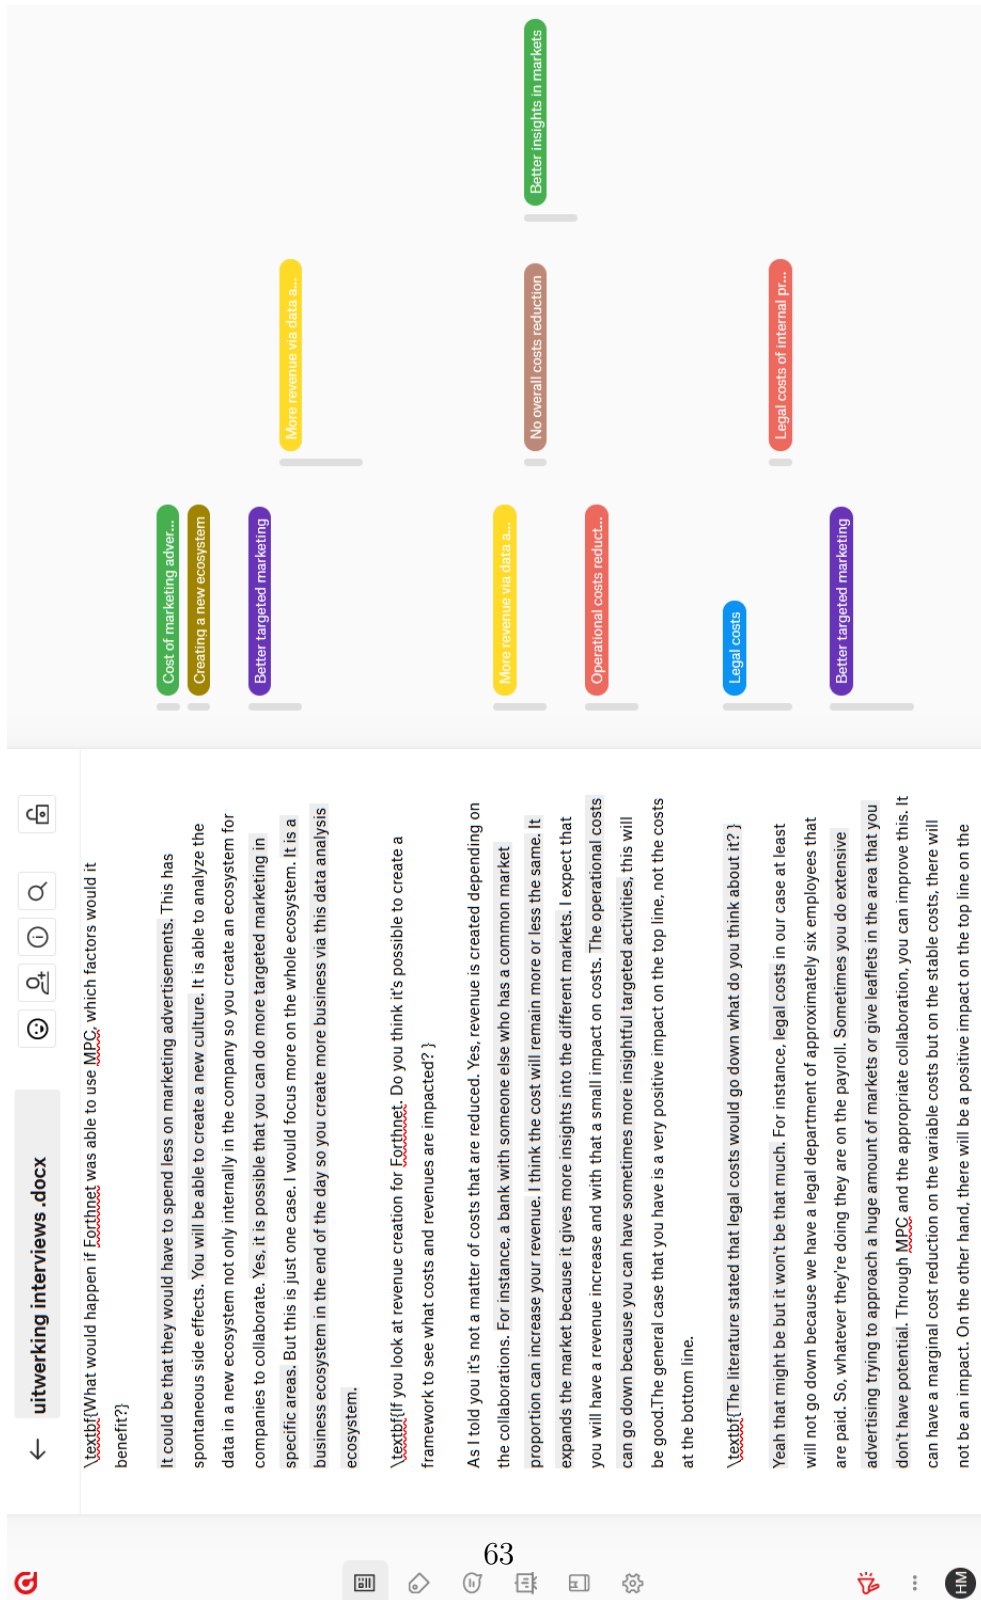 uitwerking interviews .docx
\textbf{What would happen if Forthnet was able to use MPC, which factors would it
benefit?}
It could be that they would have to spend less on marketing advertisements. This has
spontaneous side effects. You will be able to create a new culture. It is able to analyze the
data in a new ecosystem not only internally in the company so you create an ecosystem for
companies to collaborate. Yes, it is possible that you can do more targeted marketing in
specific areas. But this is just one case. I would focus more on the whole ecosystem. It is a
business ecosystem in the end of the day so you create more business via this data analysis
ecosystem.
\textbf{If you look at revenue creation for Forthnet. Do you think it's possible to create a
framework to see what costs and revenues are impacted? }
As I told you it's not a matter of costs that are reduced. Yes, revenue is created depending on
the collaborations. For instance, a bank with someone else who has a common market
proportion can increase your revenue. I think the cost will remain more or less the same. It
expands the market because it gives more insights into the different markets. I expect that
you will have a revenue increase and with that a small impact on costs. The operational costs
can go down because you can have sometimes more insightful targeted activities, this will
be good.The general case that you have is a very positive impact on the top line, not the costs
at the bottom line.
\textbf{The literature stated that legal costs would go down what do you think about it? }
Yeah that might be but it won't be that much. For instance, legal costs in our case at least
will not go down because we have a legal department of approximately six employees that
are paid. So, whatever they're doing they are on the payroll. Sometimes you do extensive
advertising trying to approach a huge amount of markets or give leaflets in the area that you
don't have potential. Through MPC and the appropriate collaboration, you can improve this. It
can have a marginal cost reduction on the variable costs but on the stable costs, there will
not be an impact. On the other hand, there will be a positive impact on the top line on the
Cost of marketing adver...
Creating a new ecosystem
Better targeted marketing
More revenue via data a...
More revenue via data a...
No overall costs reduction
Better insights in markets
Operational costs reduct...
Legal costs
Legal costs of internal pr...
Better targeted marketing
HM
63